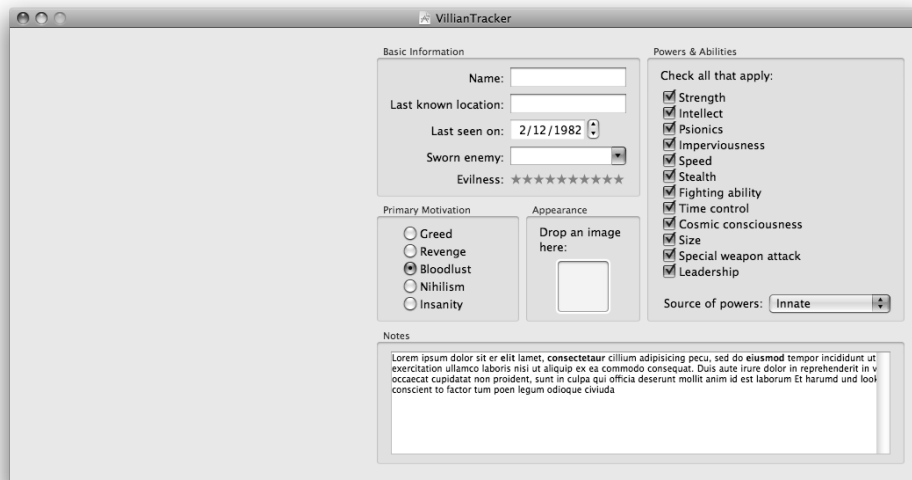 VillianTracker
Basic Information
Name:
Last known location:
Last seen on: 2/12/1982
Sworn enemy:
Evilness: ★★★★★★★★★★
Primary Motivation
Greed
Revenge
Bloodlust
Nihilism
Insanity
Appearance
Drop an image
here:
Powers & Abilities
Check all that apply:
Strength
Intellect
Psionics
Imperviousness
Speed
Stealth
Fighting ability
Time control
Cosmic consciousness
Size
Special weapon attack
Leadership
Source of powers: Innate
Notes
Lorem ipsum dolor sit er elit lamet, consectetaur cillium adipisicing pecu, sed do eiusmod tempor incididunt ut
exercitation ullamco laboris nisi ut aliquip ex ea commodo consequat. Duis aute irure dolor in reprehenderit in v
occaecat cupidatat non proident, sunt in culpa qui officia deserunt mollit anim id est laborum Et harumd und look
conscient to factor tum poen legum odioque civiuda